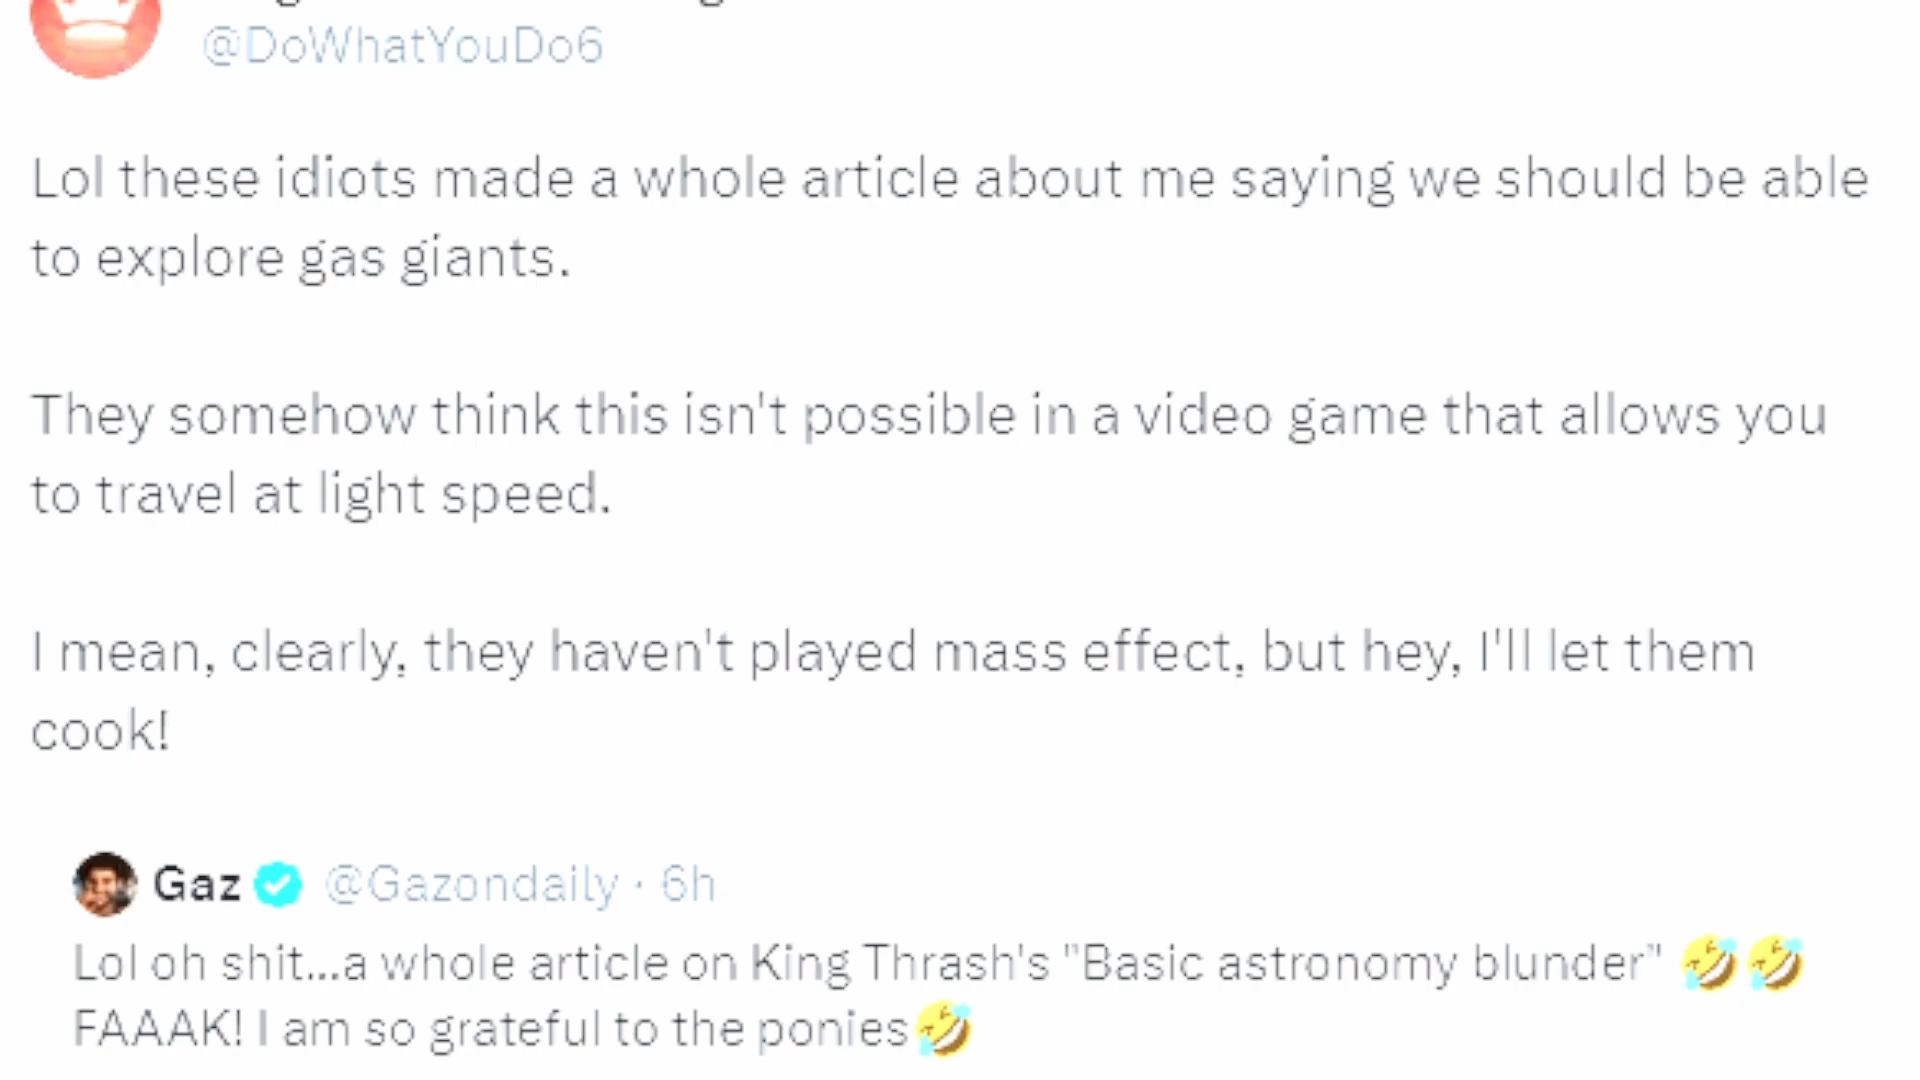 @DoWhatYouDo6
Lol these idiots made a whole article about me saying we should be able
to explore gas giants.
They somehow think this isn't possible in a video game that allows you
to travel at light speed.
I mean, clearly, they haven't played mass effect, but hey, I'll let them
cook!
Gaz @Gazondaily · 6h
Lol oh shit...a whole article on King Thrash's "Basic astronomy blunder" 🤣🤣
FAAAK! I am so grateful to the ponies🤣